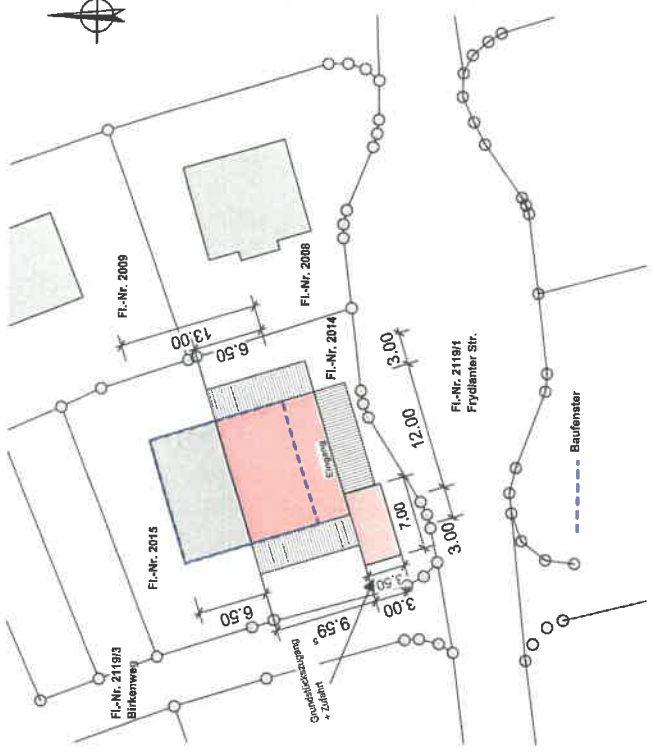 Fl.-Nr. 2009
Fl.-Nr. 2008
13.00
6.50
Fl.-Nr. 2014
3.00
Fl.-Nr. 2119/1
Frydlanter Str.
12.00
Eingang
7.00
3.00
Baufenster
Fl.-Nr. 2015
6.50
9.59⁵
3.50
3.00
Grundstückszugang
+ Zufahrt
Fl.-Nr. 2119/3
Birkenweg